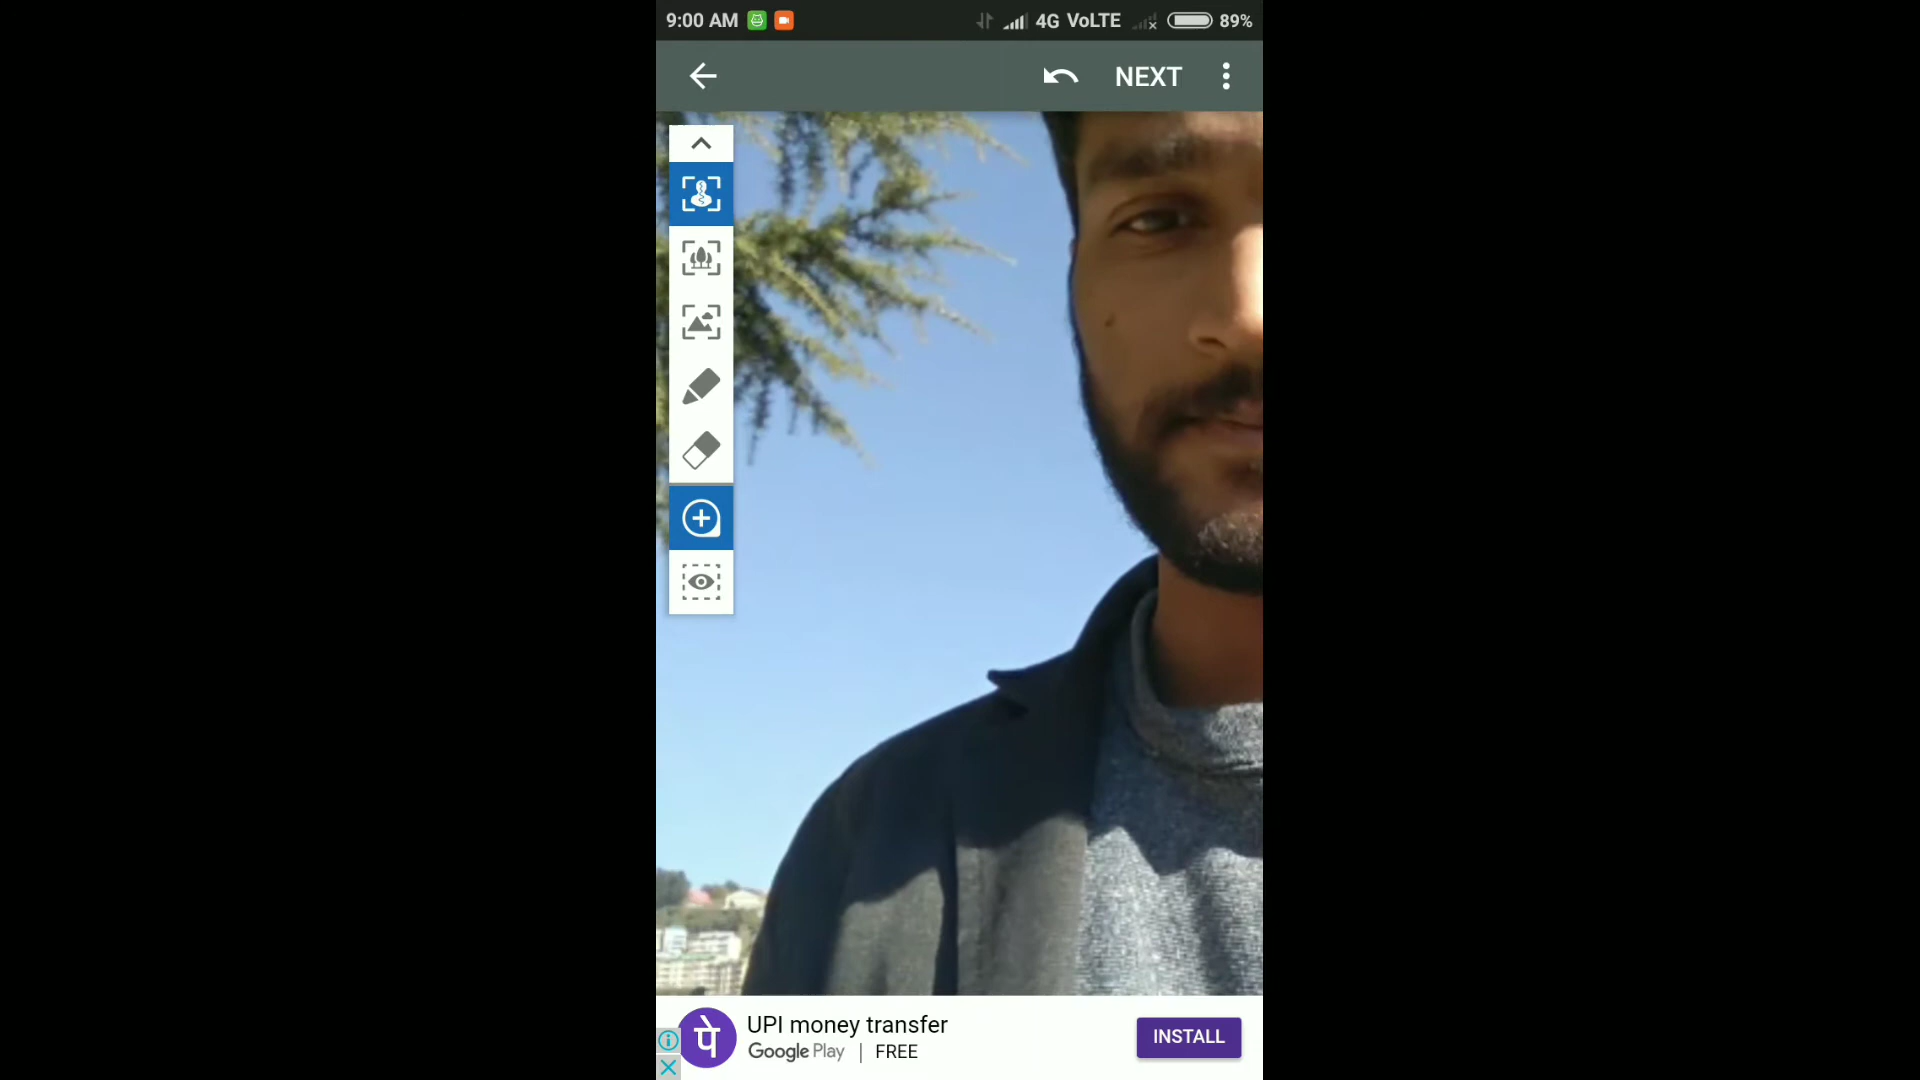 9:00 AM 4G VoLTE 89%
NEXT
पे
UPI money transfer
Google Play | FREE
INSTALL